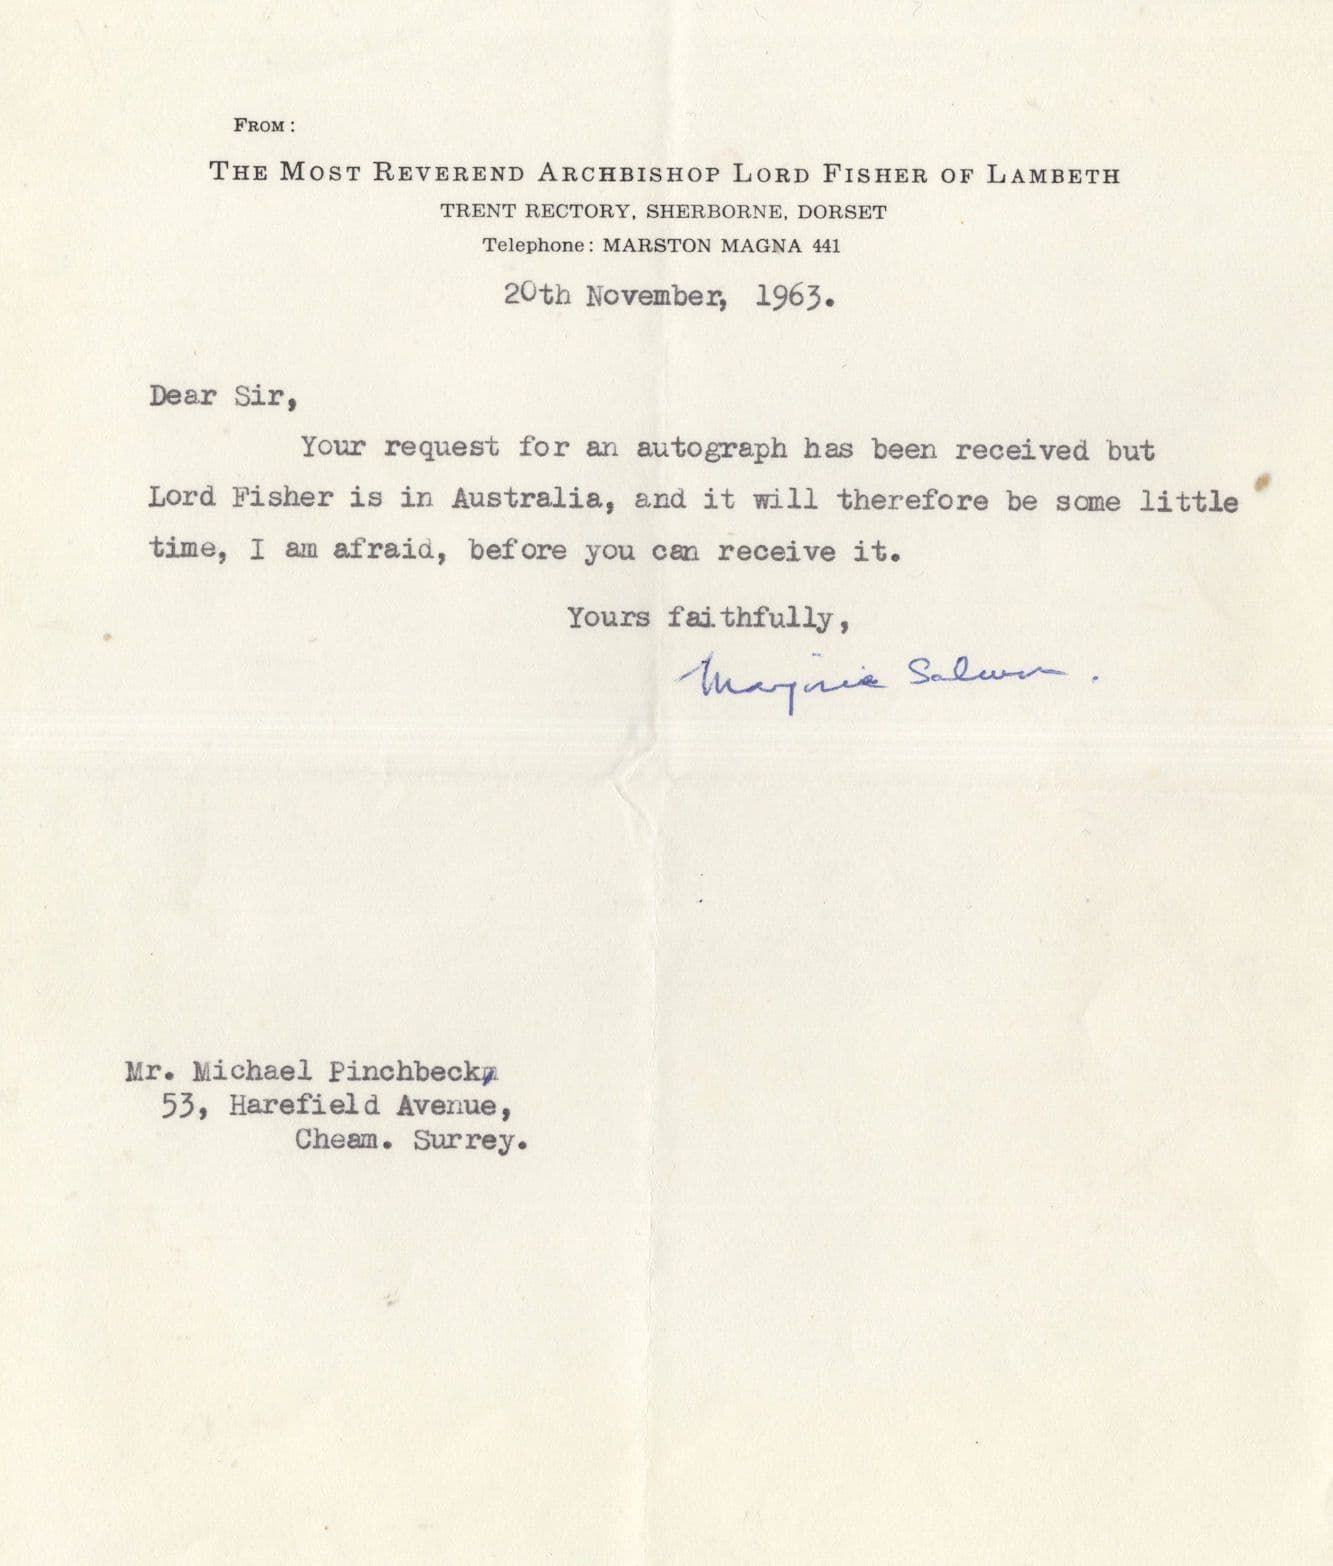 FROM:
THE MOST REVEREND ARCHBISHOP LORD FISHER OF LAMBETH
TRENT RECTORY, SHERBORNE, DORSET
Telephone: MARSTON MAGNA 441
20th November, 1963.
Dear Sir,
Your request for an autograph has been received but
Lord Fisher is in Australia, and it will therefore be some little
time, I am afraid, before you can receive it.
Yours faithfully,
Marjorie Salmon.
Mr. Michael Pinchbeck,
53, Harefield Avenue,
Cheam. Surrey.